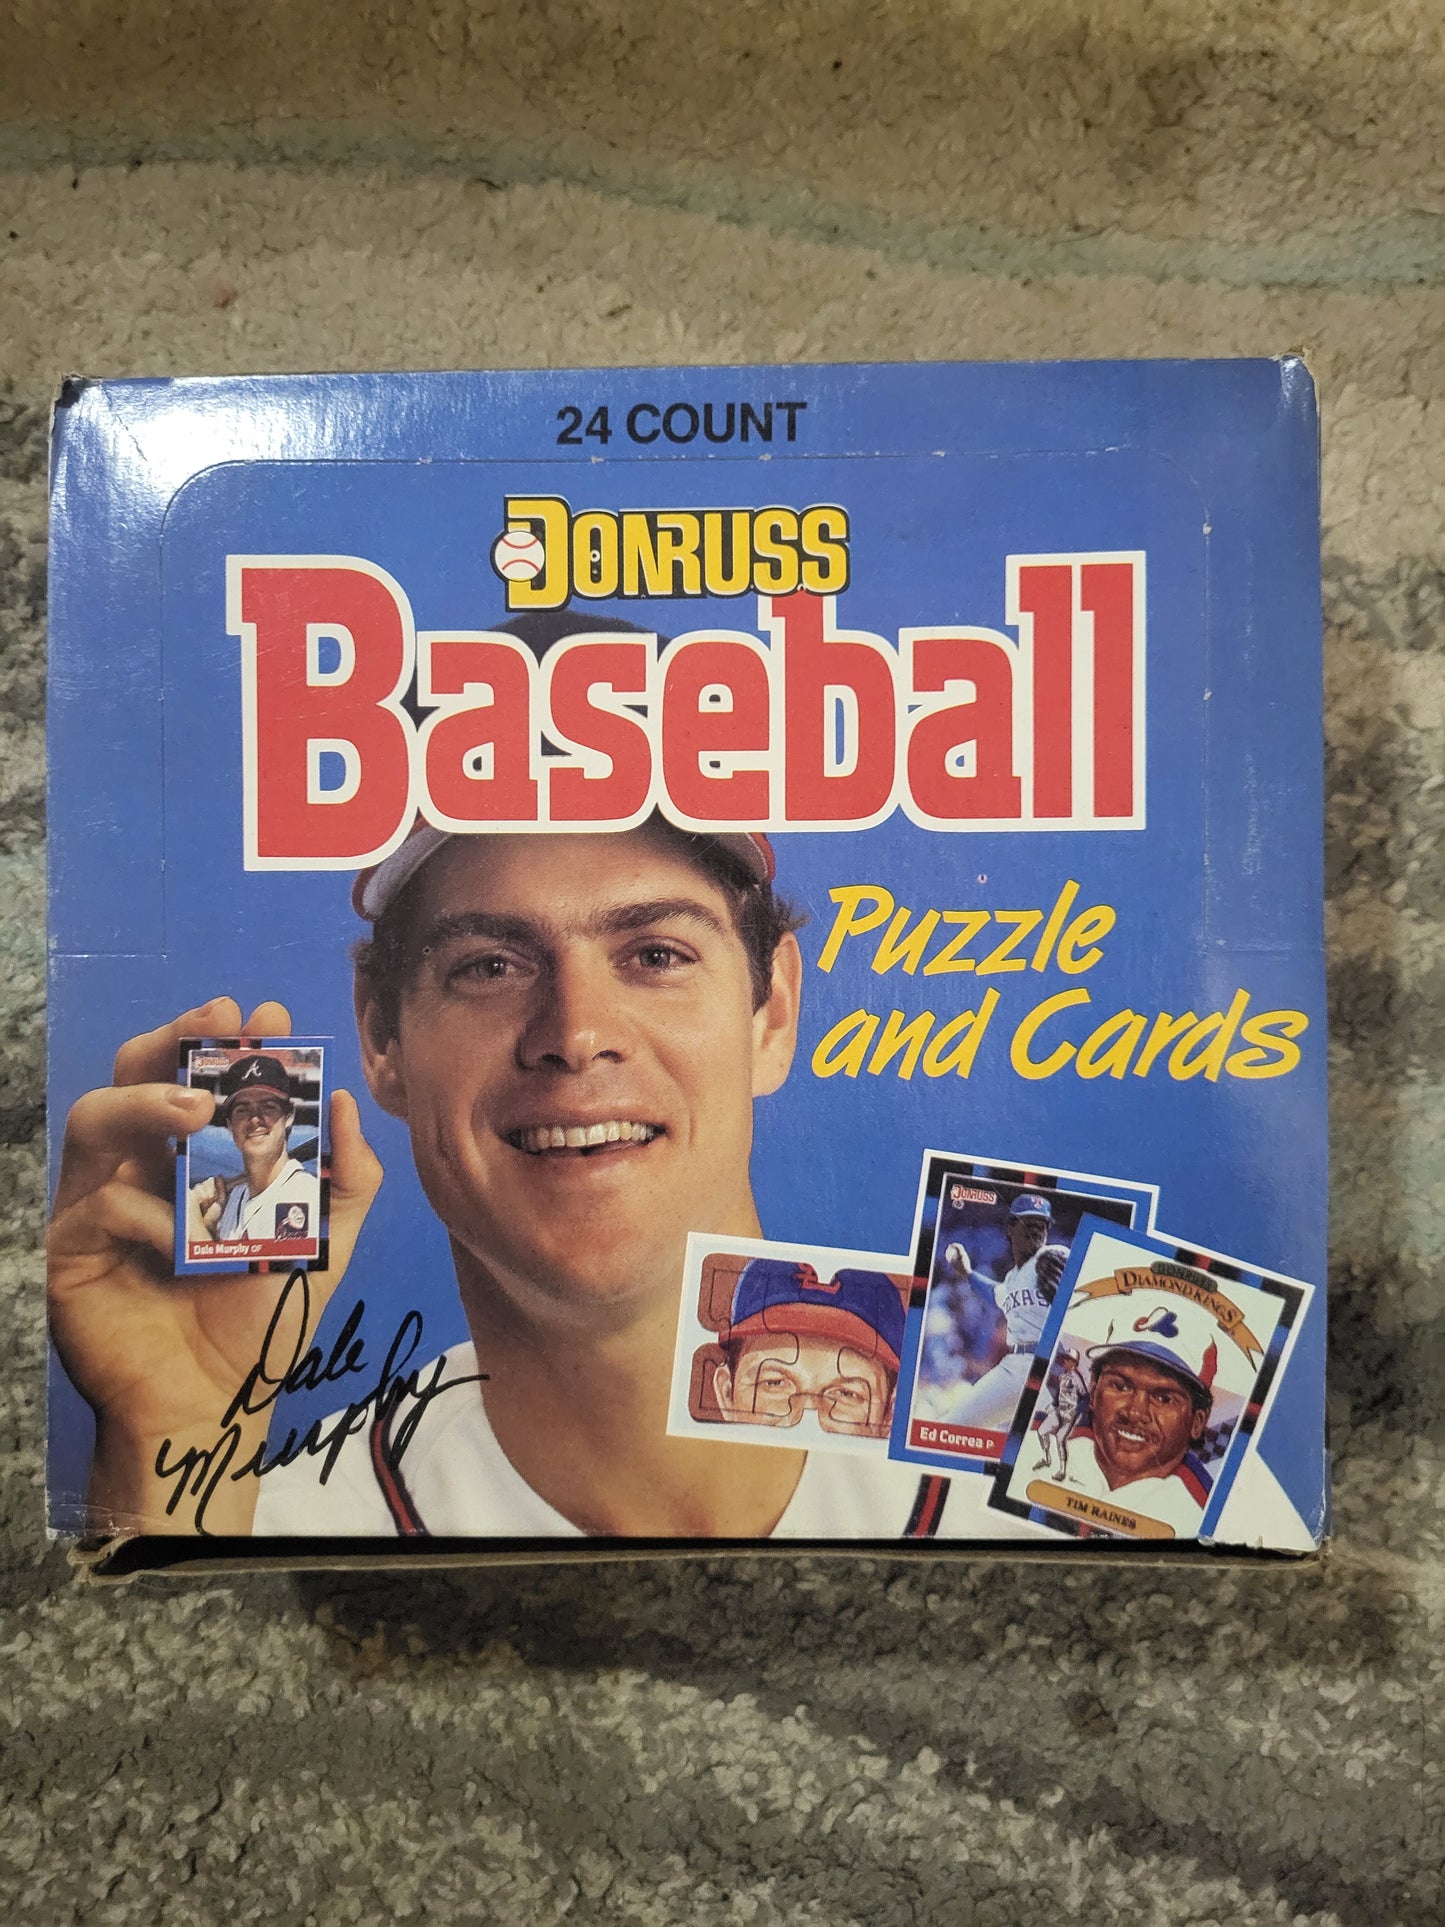 24 COUNT
DONRUSS
Baseball
Puzzle
and Cards
DONRUSS
A
Dale Murphy OF
Dale
Murphy
DONRUSS
TEXAS
Ed Correa P
DONRUSS
DIAMOND KINGS
TIM RAINES